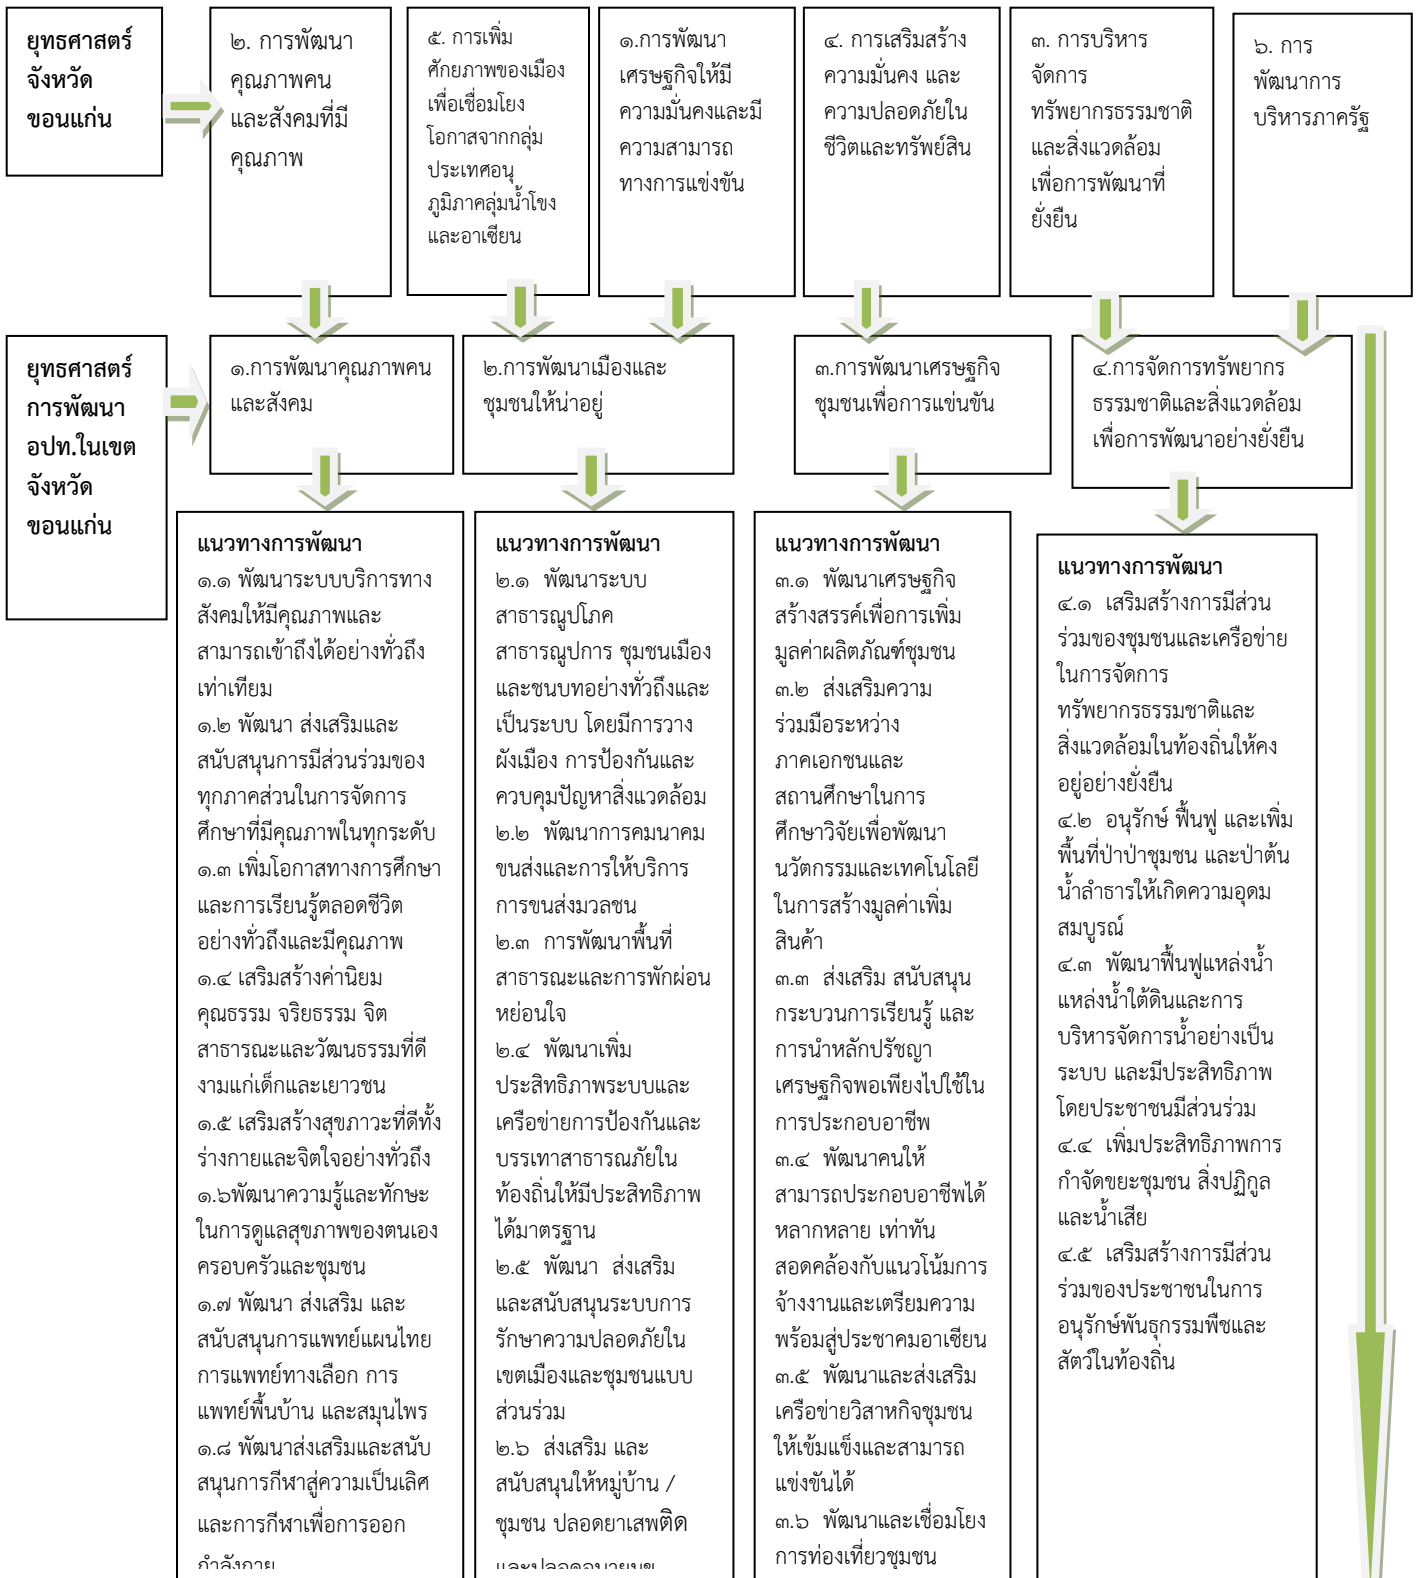 ยุทธศาสตร์
จังหวัด
ขอนแก่น
๒. การพัฒนา
คุณภาพคน
และสังคมที่มี
คุณภาพ
๕. การเพิ่ม
ศักยภาพของเมือง
เพื่อเชื่อมโยง
โอกาสจากกลุ่ม
ประเทศอนุ
ภูมิภาคลุ่มน้ำโขง
และอาเซียน
๑.การพัฒนา
เศรษฐกิจให้มี
ความมั่นคงและมี
ความสามารถ
ทางการแข่งขัน
๔. การเสริมสร้าง
ความมั่นคง และ
ความปลอดภัยใน
ชีวิตและทรัพย์สิน
๓. การบริหาร
จัดการ
ทรัพยากรธรรมชาติ
และสิ่งแวดล้อม
เพื่อการพัฒนาที่
ยั่งยืน
๖. การ
พัฒนาการ
บริหารภาครัฐ
ยุทธศาสตร์
การพัฒนา
อปท.ในเขต
จังหวัด
ขอนแก่น
๑.การพัฒนาคุณภาพคน
และสังคม
๒.การพัฒนาเมืองและ
ชุมชนให้น่าอยู่
๓.การพัฒนาเศรษฐกิจ
ชุมชนเพื่อการแข่นขัน
๔.การจัดการทรัพยากร
ธรรมชาติและสิ่งแวดล้อม
เพื่อการพัฒนาอย่างยั่งยืน
แนวทางการพัฒนา
๑.๑ พัฒนาระบบบริการทาง
สังคมให้มีคุณภาพและ
สามารถเข้าถึงได้อย่างทั่วถึง
เท่าเทียม
๑.๒ พัฒนา ส่งเสริมและ
สนับสนุนการมีส่วนร่วมของ
ทุกภาคส่วนในการจัดการ
ศึกษาที่มีคุณภาพในทุกระดับ
๑.๓ เพิ่มโอกาสทางการศึกษา
และการเรียนรู้ตลอดชีวิต
อย่างทั่วถึงและมีคุณภาพ
๑.๔ เสริมสร้างค่านิยม
คุณธรรม จริยธรรม จิต
สาธารณะและวัฒนธรรมที่ดี
งามแก่เด็กและเยาวชน
๑.๕ เสริมสร้างสุขภาวะที่ดีทั้ง
ร่างกายและจิตใจอย่างทั่วถึง
๑.๖พัฒนาความรู้และทักษะ
ในการดูแลสุขภาพของตนเอง
ครอบครัวและชุมชน
๑.๗ พัฒนา ส่งเสริม และ
สนับสนุนการแพทย์แผนไทย
การแพทย์ทางเลือก การ
แพทย์พื้นบ้าน และสมุนไพร
๑.๘ พัฒนาส่งเสริมและสนับ
สนุนการกีฬาสู่ความเป็นเลิศ
และการกีฬาเพื่อการออก
กำลังกาย
แนวทางการพัฒนา
๒.๑ พัฒนาระบบ
สาธารณูปโภค
สาธารณูปการ ชุมชนเมือง
และชนบทอย่างทั่วถึงและ
เป็นระบบ โดยมีการวาง
ผังเมือง การป้องกันและ
ควบคุมปัญหาสิ่งแวดล้อม
๒.๒ พัฒนาการคมนาคม
ขนส่งและการให้บริการ
การขนส่งมวลชน
๒.๓ การพัฒนาพื้นที่
สาธารณะและการพักผ่อน
หย่อนใจ
๒.๔ พัฒนาเพิ่ม
ประสิทธิภาพระบบและ
เครือข่ายการป้องกันและ
บรรเทาสาธารณภัยใน
ท้องถิ่นให้มีประสิทธิภาพ
ได้มาตรฐาน
๒.๕ พัฒนา ส่งเสริม
และสนับสนุนระบบการ
รักษาความปลอดภัยใน
เขตเมืองและชุมชนแบบ
ส่วนร่วม
๒.๖ ส่งเสริม และ
สนับสนุนให้หมู่บ้าน /
ชุมชน ปลอดยาเสพติด
และปลอดอบายมุข
แนวทางการพัฒนา
๓.๑ พัฒนาเศรษฐกิจ
สร้างสรรค์เพื่อการเพิ่ม
มูลค่าผลิตภัณฑ์ชุมชน
๓.๒ ส่งเสริมความ
ร่วมมือระหว่าง
ภาคเอกชนและ
สถานศึกษาในการ
ศึกษาวิจัยเพื่อพัฒนา
นวัตกรรมและเทคโนโลยี
ในการสร้างมูลค่าเพิ่ม
สินค้า
๓.๓ ส่งเสริม สนับสนุน
กระบวนการเรียนรู้ และ
การนำหลักปรัชญา
เศรษฐกิจพอเพียงไปใช้ใน
การประกอบอาชีพ
๓.๔ พัฒนาคนให้
สามารถประกอบอาชีพได้
หลากหลาย เท่าทัน
สอดคล้องกับแนวโน้มการ
จ้างงานและเตรียมความ
พร้อมสู่ประชาคมอาเซียน
๓.๕ พัฒนาและส่งเสริม
เครือข่ายวิสาหกิจชุมชน
ให้เข้มแข็งและสามารถ
แข่งขันได้
๓.๖ พัฒนาและเชื่อมโยง
การท่องเที่ยวชุมชน
แนวทางการพัฒนา
๔.๑ เสริมสร้างการมีส่วน
ร่วมของชุมชนและเครือข่าย
ในการจัดการ
ทรัพยากรธรรมชาติและ
สิ่งแวดล้อมในท้องถิ่นให้คง
อยู่อย่างยั่งยืน
๔.๒ อนุรักษ์ ฟื้นฟู และเพิ่ม
พื้นที่ป่าป่าชุมชน และป่าต้น
น้ำลำธารให้เกิดความอุดม
สมบูรณ์
๔.๓ พัฒนาฟื้นฟูแหล่งน้ำ
แหล่งน้ำใต้ดินและการ
บริหารจัดการน้ำอย่างเป็น
ระบบ และมีประสิทธิภาพ
โดยประชาชนมีส่วนร่วม
๔.๔ เพิ่มประสิทธิภาพการ
กำจัดขยะชุมชน สิ่งปฏิกูล
และน้ำเสีย
๔.๕ เสริมสร้างการมีส่วน
ร่วมของประชาชนในการ
อนุรักษ์พันธุกรรมพืชและ
สัตว์ในท้องถิ่น